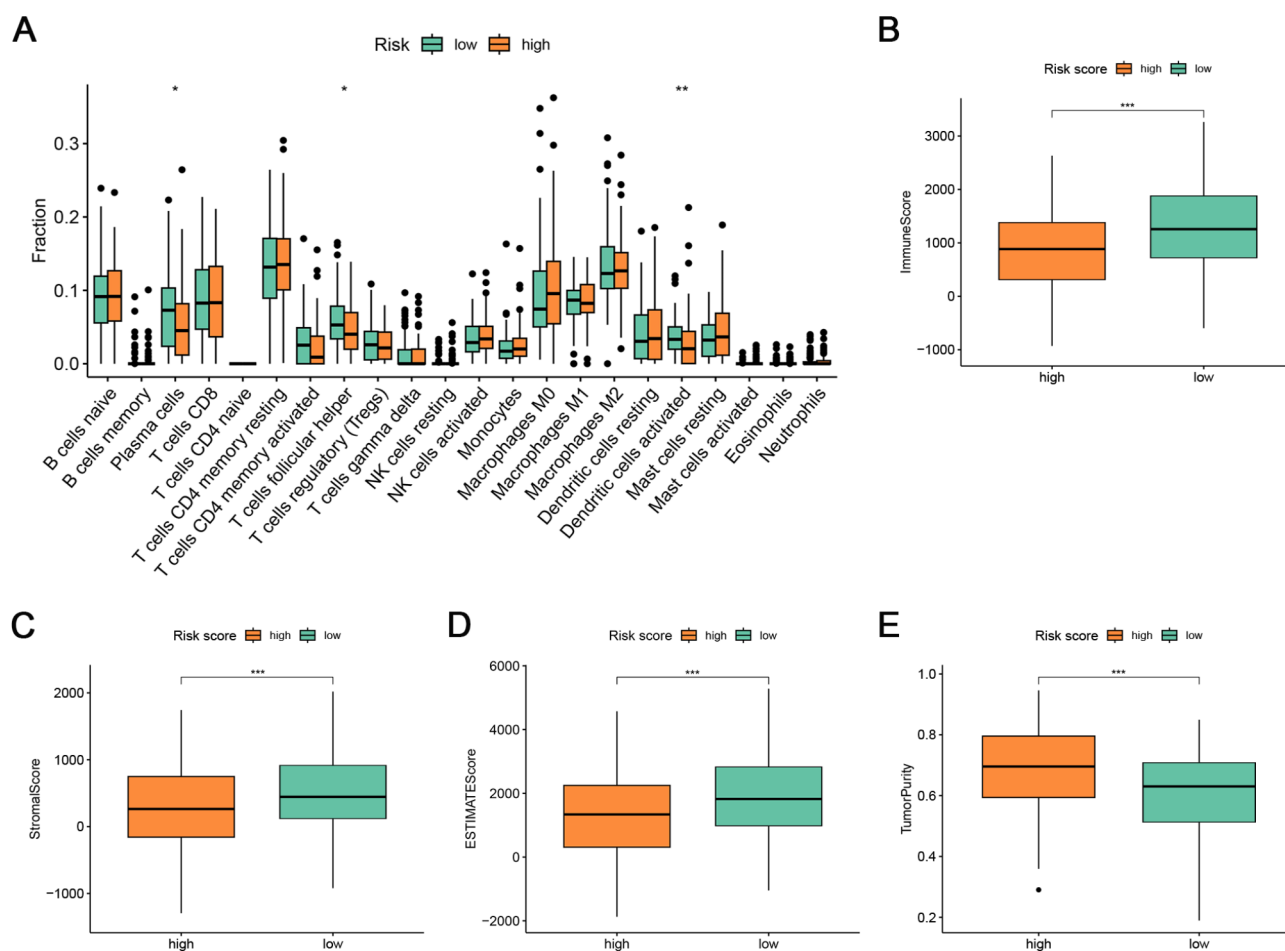 A
Risk low high
* * **
Fraction
0.3
0.2
0.1
0.0
B cells naive
B cells memory
Plasma cells
T cells CD8
T cells CD4 naive
T cells CD4 memory resting
T cells CD4 memory activated
T cells follicular helper
T cells regulatory (Tregs)
T cells gamma delta
NK cells resting
NK cells activated
Monocytes
Macrophages M0
Macrophages M1
Macrophages M2
Dendritic cells resting
Dendritic cells activated
Mast cells resting
Mast cells activated
Eosinophils
Neutrophils
B
Risk score high low
***
ImmuneScore
3000
2000
1000
0
−1000
high low
C
Risk score high low
***
StromalScore
2000
1000
0
−1000
high low
D
Risk score high low
***
ESTIMATEScore
6000
4000
2000
0
−2000
high low
E
Risk score high low
***
TumorPurity
1.0
0.8
0.6
0.4
0.2
high low